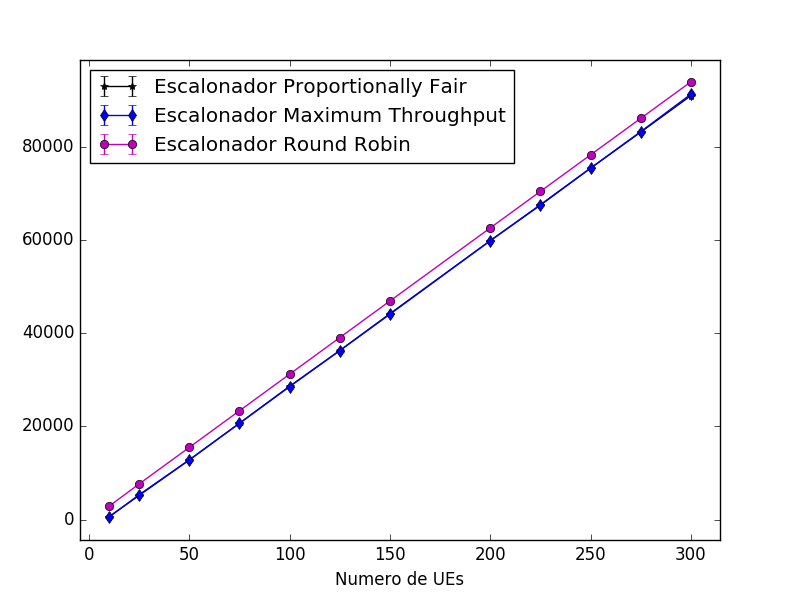 Escalonador Proportionally Fair
Escalonador Maximum Throughput
Escalonador Round Robin
80000
60000
40000
20000
0
0 50 100 150 200 250 300
Numero de UEs